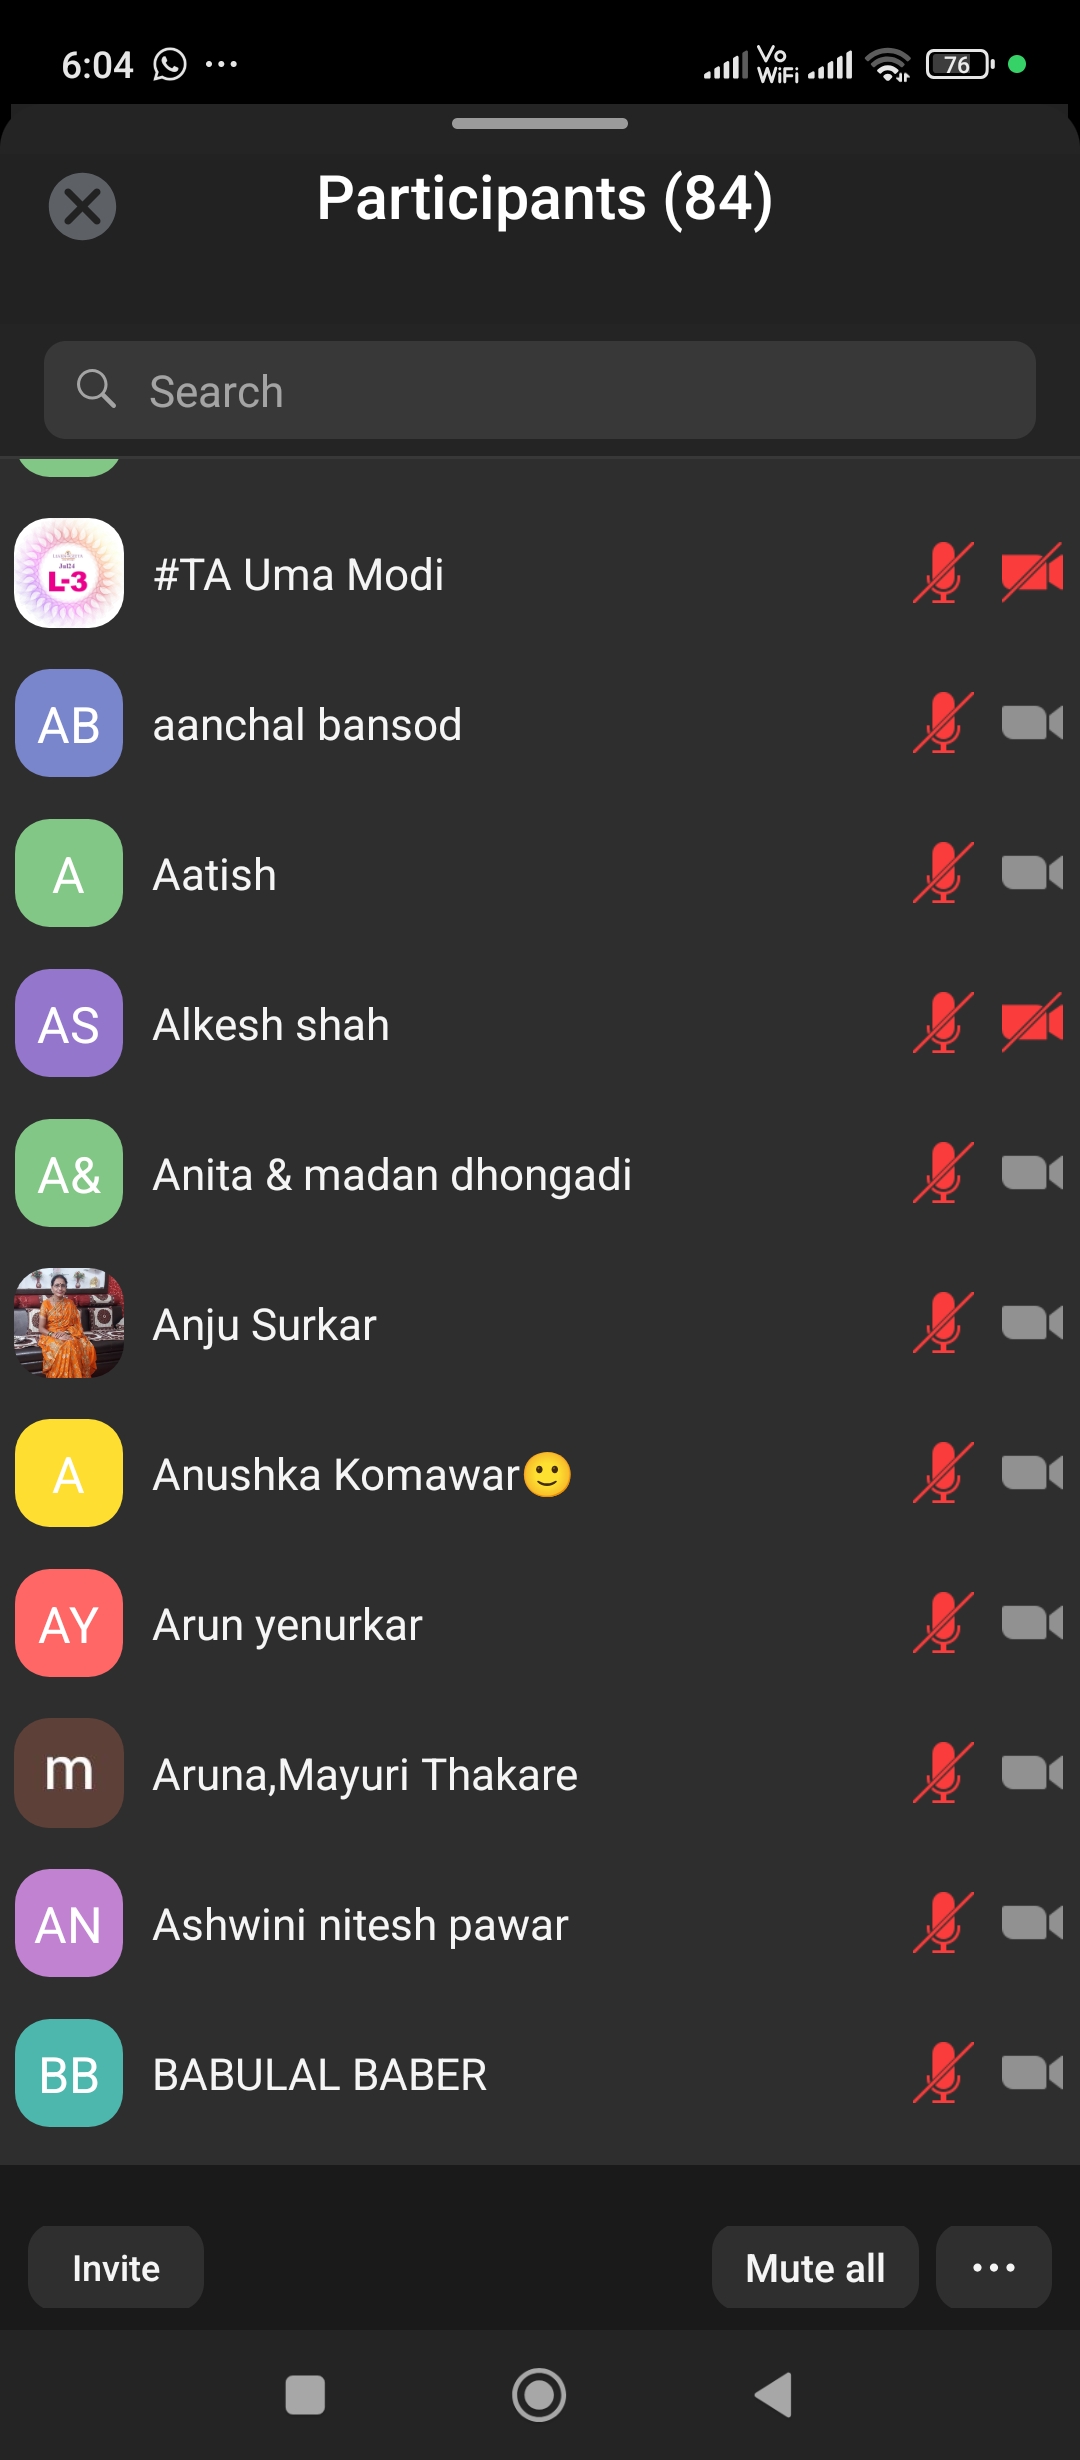 6:04
Vo
WiFi
76
Participants (84)
Search
Jul24
L-3
#TA Uma Modi
AB
aanchal bansod
A
Aatish
AS
Alkesh shah
A&
Anita & madan dhongadi
Anju Surkar
A
Anushka Komawar🙂
AY
Arun yenurkar
m
Aruna,Mayuri Thakare
AN
Ashwini nitesh pawar
BB
BABULAL BABER
Invite
Mute all